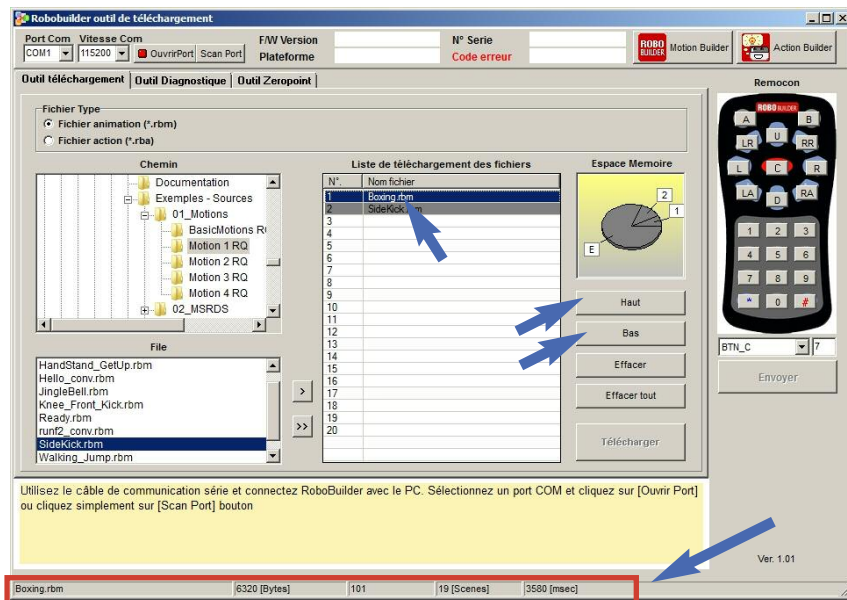 Robobuilder outil de téléchargement
Port Com Vitesse Com
COM1 115200 OuvrirPort Scan Port
F/W Version
Plateforme
N° Serie
Code erreur
ROBO BUILDER Motion Builder
Action Builder
Outil téléchargement Outil Diagnostique Outil Zeropoint
Fichier Type
Fichier animation (*.rbm)
Fichier action (*.rba)
Chemin
Documentation
Exemples - Sources
01_Motions
BasicMotions
Motion 1 RQ
Motion 2 RQ
Motion 3 RQ
Motion 4 RQ
02_MSRDS
File
HandStand_GetUp.rbm
Hello_conv.rbm
JingleBell.rbm
Knee_Front_Kick.rbm
Ready.rbm
runf2_conv.rbm
SideKick.rbm
Walking_Jump.rbm
>
>>
Liste de téléchargement des fichiers
N°. Nom fichier
1 Boxing.rbm
2 SideKick.rbm
3
4
5
6
7
8
9
10
11
12
13
14
15
16
17
18
19
20
Espace Memoire
2
1
E
Haut
Bas
Effacer
Effacer tout
Télécharger
Remocon
ROBOBUILDER
A B
LR U RR
L C R
LA D RA
1 2 3
4 5 6
7 8 9
* 0 #
BTN_C 7
Envoyer
Utilisez le câble de communication série et connectez RoboBuilder avec le PC. Sélectionnez un port COM et cliquez sur [Ouvrir Port]
ou cliquez simplement sur [Scan Port] bouton
Ver. 1.01
Boxing.rbm 6320 [Bytes] 101 19 [Scenes] 3580 [msec]